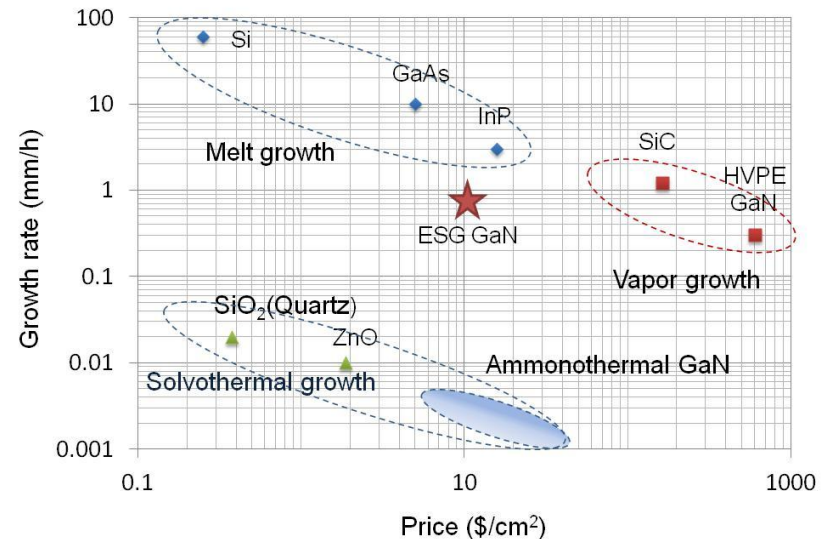 100
10
1
0.1
0.01
0.001
Growth rate (mm/h)
Si
GaAs
InP
Melt growth
SiC
HVPE
GaN
ESG GaN
Vapor growth
SiO₂(Quartz)
ZnO
Ammonothermal GaN
Solvothermal growth
0.1
10
1000
Price ($/cm²)